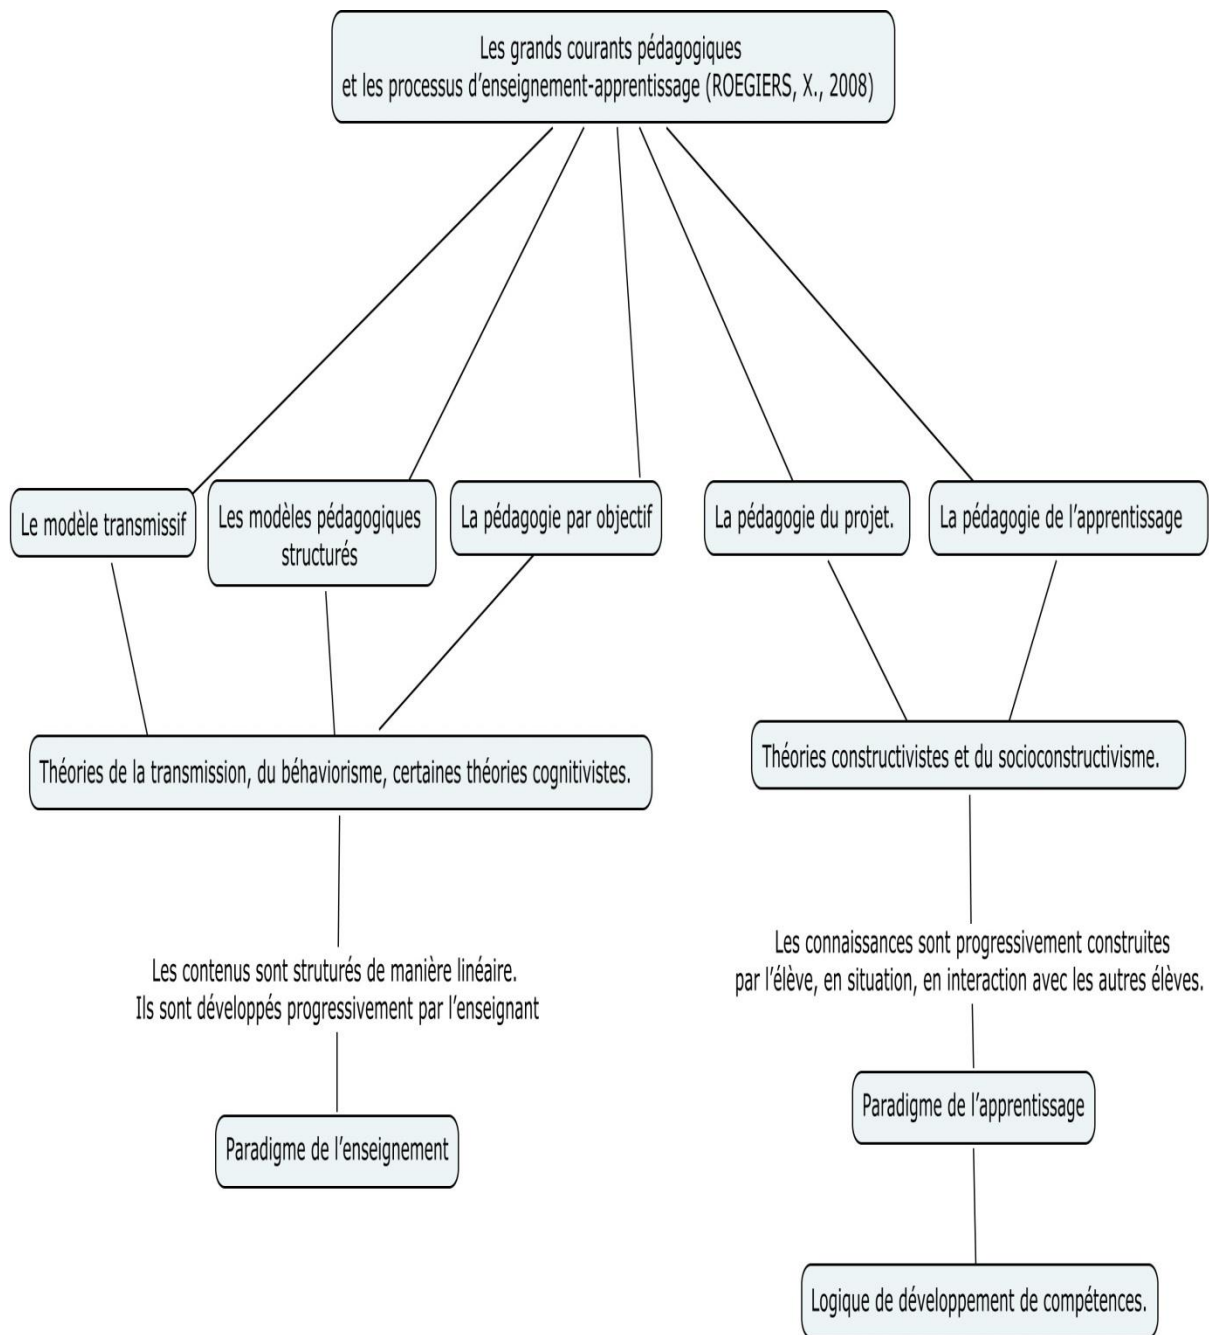 Les grands courants pédagogiques
et les processus d'enseignement-apprentissage (ROEGIERS, X., 2008)
Le modèle transmissif
Les modèles pédagogiques
structurés
La pédagogie par objectif
La pédagogie du projet.
La pédagogie de l'apprentissage
Théories de la transmission, du béhaviorisme, certaines théories cognitivistes.
Théories constructivistes et du socioconstructivisme.
Les contenus sont struturés de manière linéaire.
Ils sont développés progressivement par l'enseignant
Les connaissances sont progressivement construites
par l'élève, en situation, en interaction avec les autres élèves.
Paradigme de l'enseignement
Paradigme de l'apprentissage
Logique de développement de compétences.